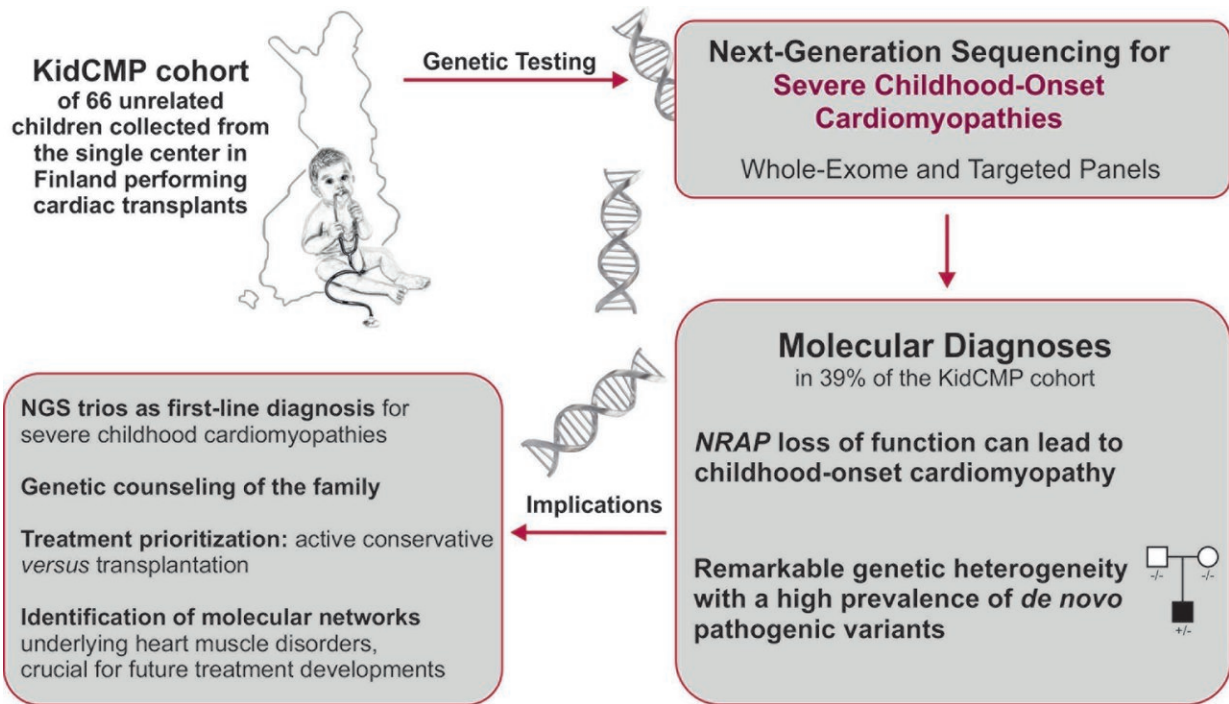 KidCMP cohort
of 66 unrelated
children collected from
the single center in
Finland performing
cardiac transplants
Genetic Testing
Next-Generation Sequencing for
Severe Childhood-Onset
Cardiomyopathies
Whole-Exome and Targeted Panels
Molecular Diagnoses
in 39% of the KidCMP cohort
NRAP loss of function can lead to
childhood-onset cardiomyopathy
Remarkable genetic heterogeneity
with a high prevalence of de novo
pathogenic variants
-/-
-/-
+/-
Implications
NGS trios as first-line diagnosis for
severe childhood cardiomyopathies
Genetic counseling of the family
Treatment prioritization: active conservative
versus transplantation
Identification of molecular networks
underlying heart muscle disorders,
crucial for future treatment developments